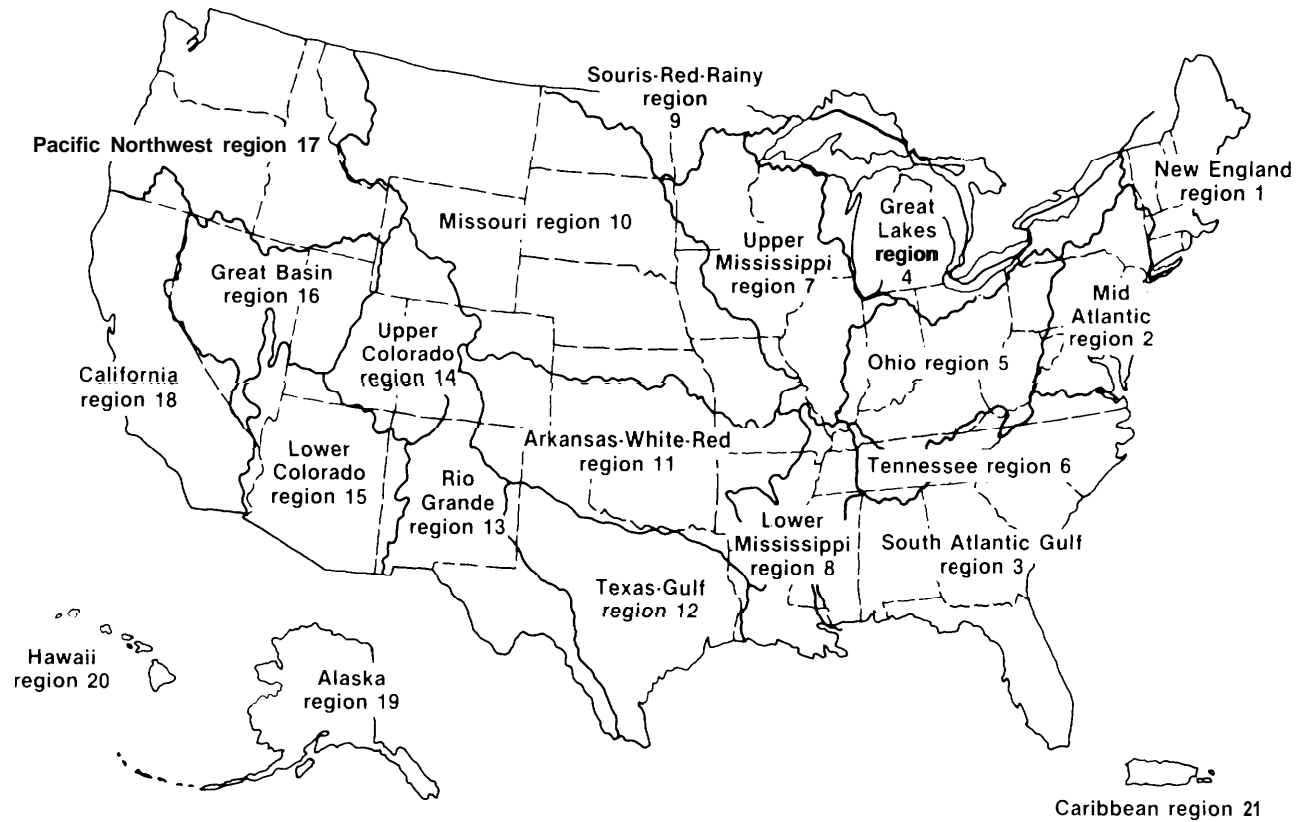 Souris-Red-Rainy
region
9
Pacific Northwest region 17
New England
region 1
Missouri region 10
Great
Lakes
region
4
Upper
Mississippi
region 7
Great Basin
region 16
Mid
Atlantic
region 2
Upper
Colorado
region 14
Ohio region 5
California
region 18
Arkansas-White-Red
region 11
Tennessee region 6
Lower
Colorado
region 15
Rio
Grande
region 13
Lower
Mississippi
region 8
South Atlantic Gulf
region 3
Texas-Gulf
region 12
Hawaii
region 20
Alaska
region 19
Caribbean region 21